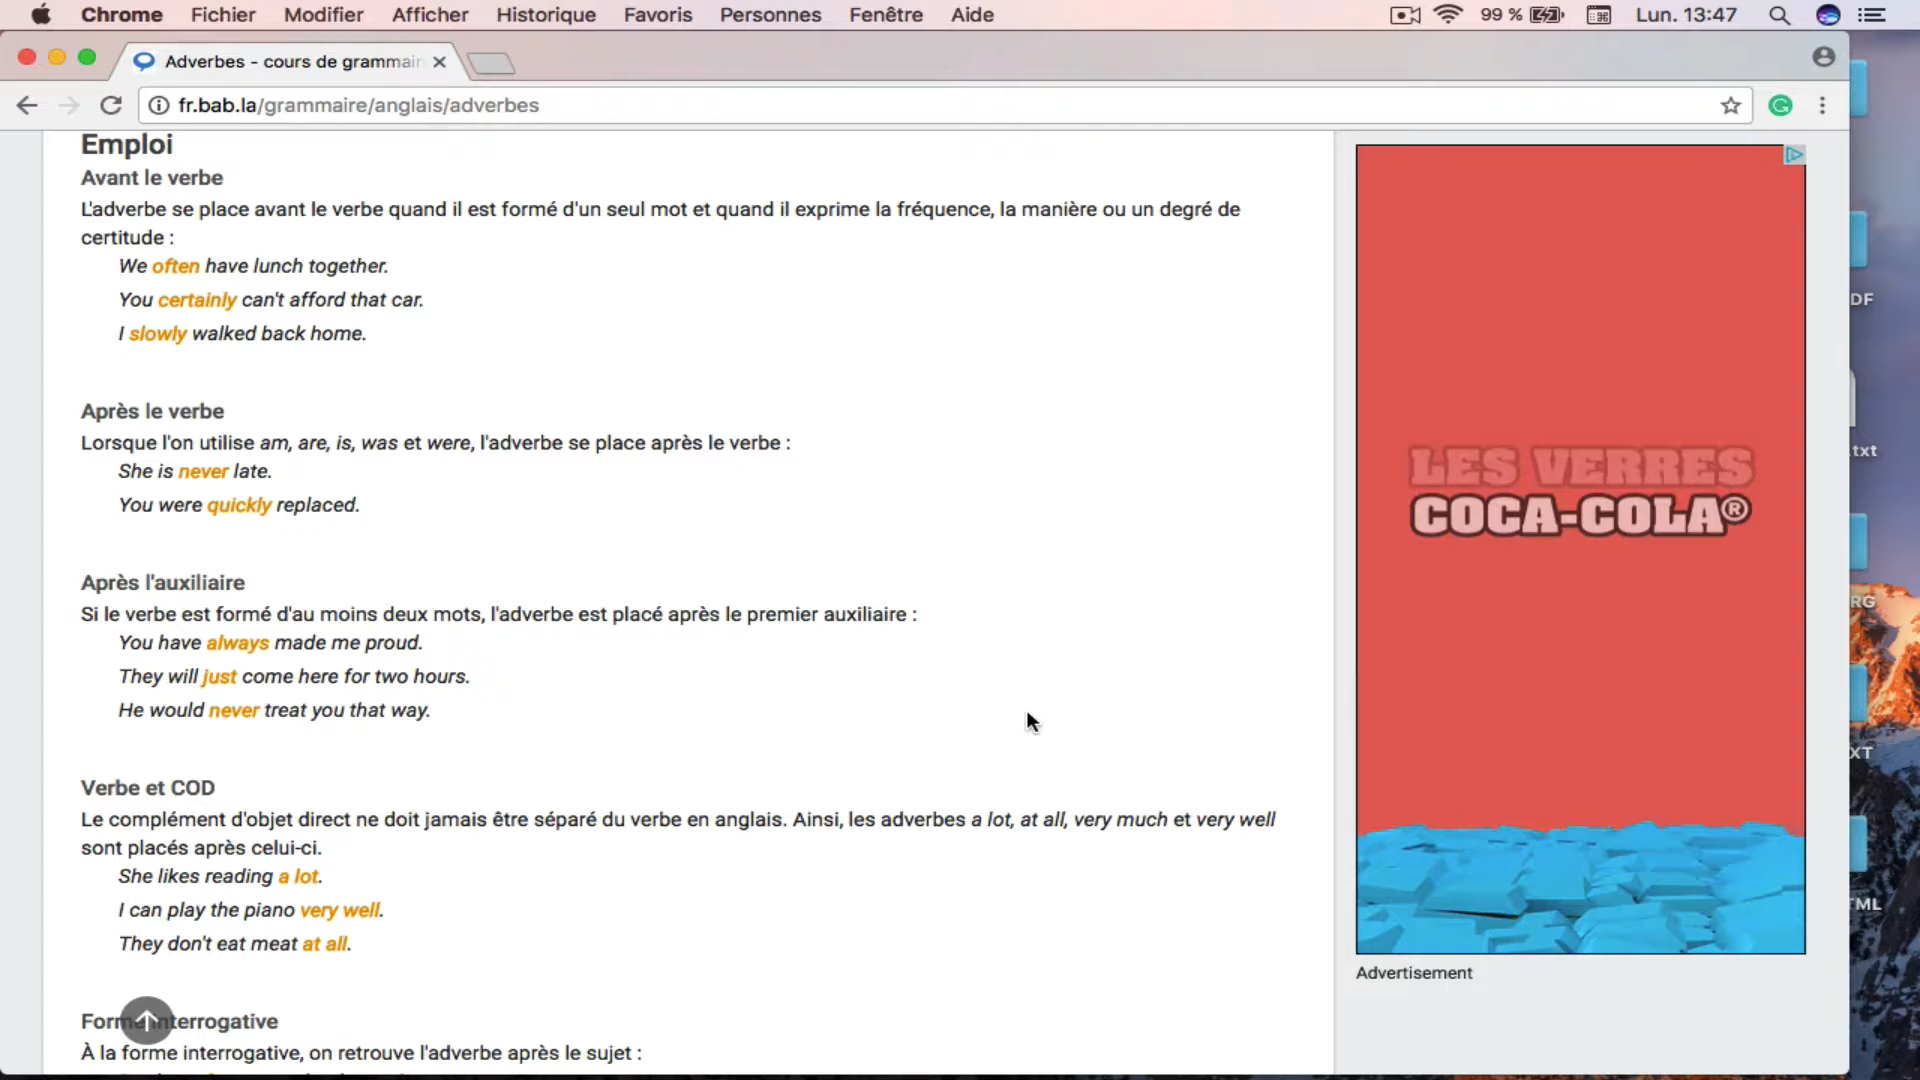 Chrome Fichier Modifier Afficher Historique Favoris Personnes Fenêtre Aide 99 % Lun. 13:47
Adverbes - cours de grammair
fr.bab.la/grammaire/anglais/adverbes
Emploi
Avant le verbe
L'adverbe se place avant le verbe quand il est formé d'un seul mot et quand il exprime la fréquence, la manière ou un degré de
certitude :
We often have lunch together.
You certainly can't afford that car.
I slowly walked back home.
Après le verbe
Lorsque l'on utilise am, are, is, was et were, l'adverbe se place après le verbe :
She is never late.
You were quickly replaced.
Après l'auxiliaire
Si le verbe est formé d'au moins deux mots, l'adverbe est placé après le premier auxiliaire :
You have always made me proud.
They will just come here for two hours.
He would never treat you that way.
Verbe et COD
Le complément d'objet direct ne doit jamais être séparé du verbe en anglais. Ainsi, les adverbes a lot, at all, very much et very well
sont placés après celui-ci.
She likes reading a lot.
I can play the piano very well.
They don't eat meat at all.
Forme interrogative
À la forme interrogative, on retrouve l'adverbe après le sujet :
LES VERRES
COCA-COLA®
Advertisement
DF
.txt
RG
XT
TML